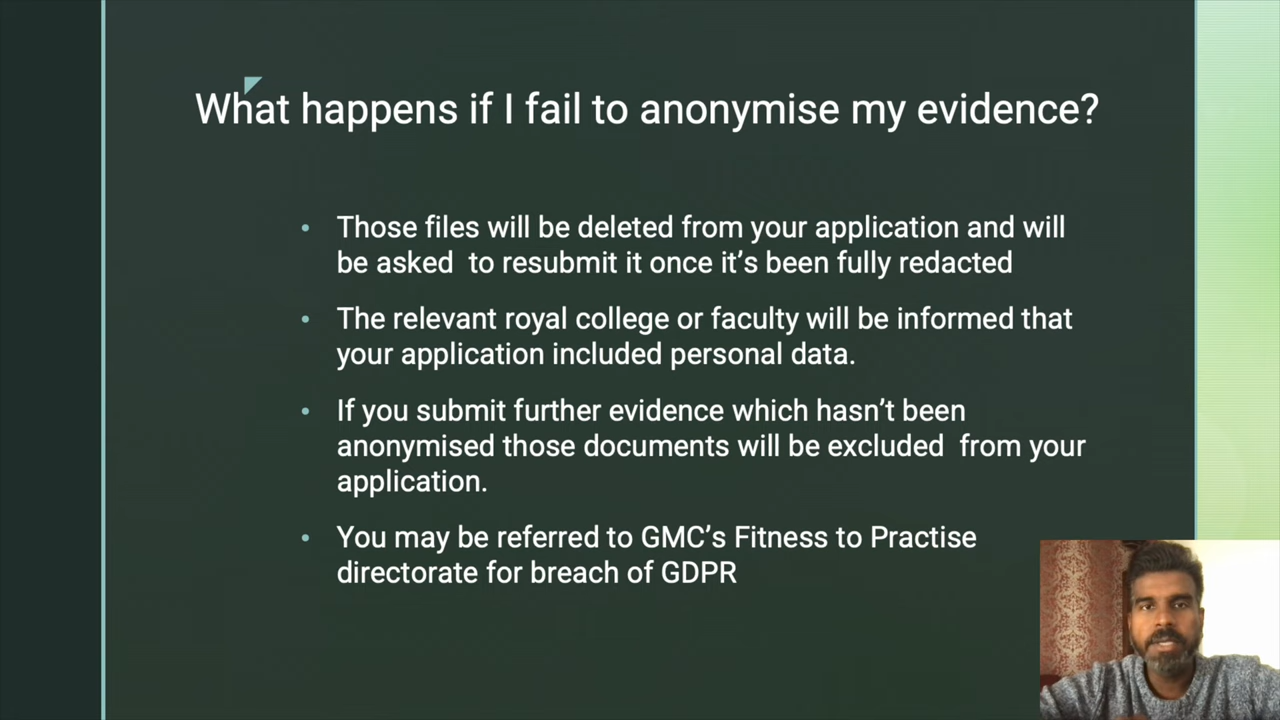 What happens if I fail to anonymise my evidence?
• Those files will be deleted from your application and will
be asked  to resubmit it once it’s been fully redacted
• The relevant royal college or faculty will be informed that
your application included personal data.
• If you submit further evidence which hasn’t been
anonymised those documents will be excluded  from your
application.
• You may be referred to GMC’s Fitness to Practise
directorate for breach of GDPR